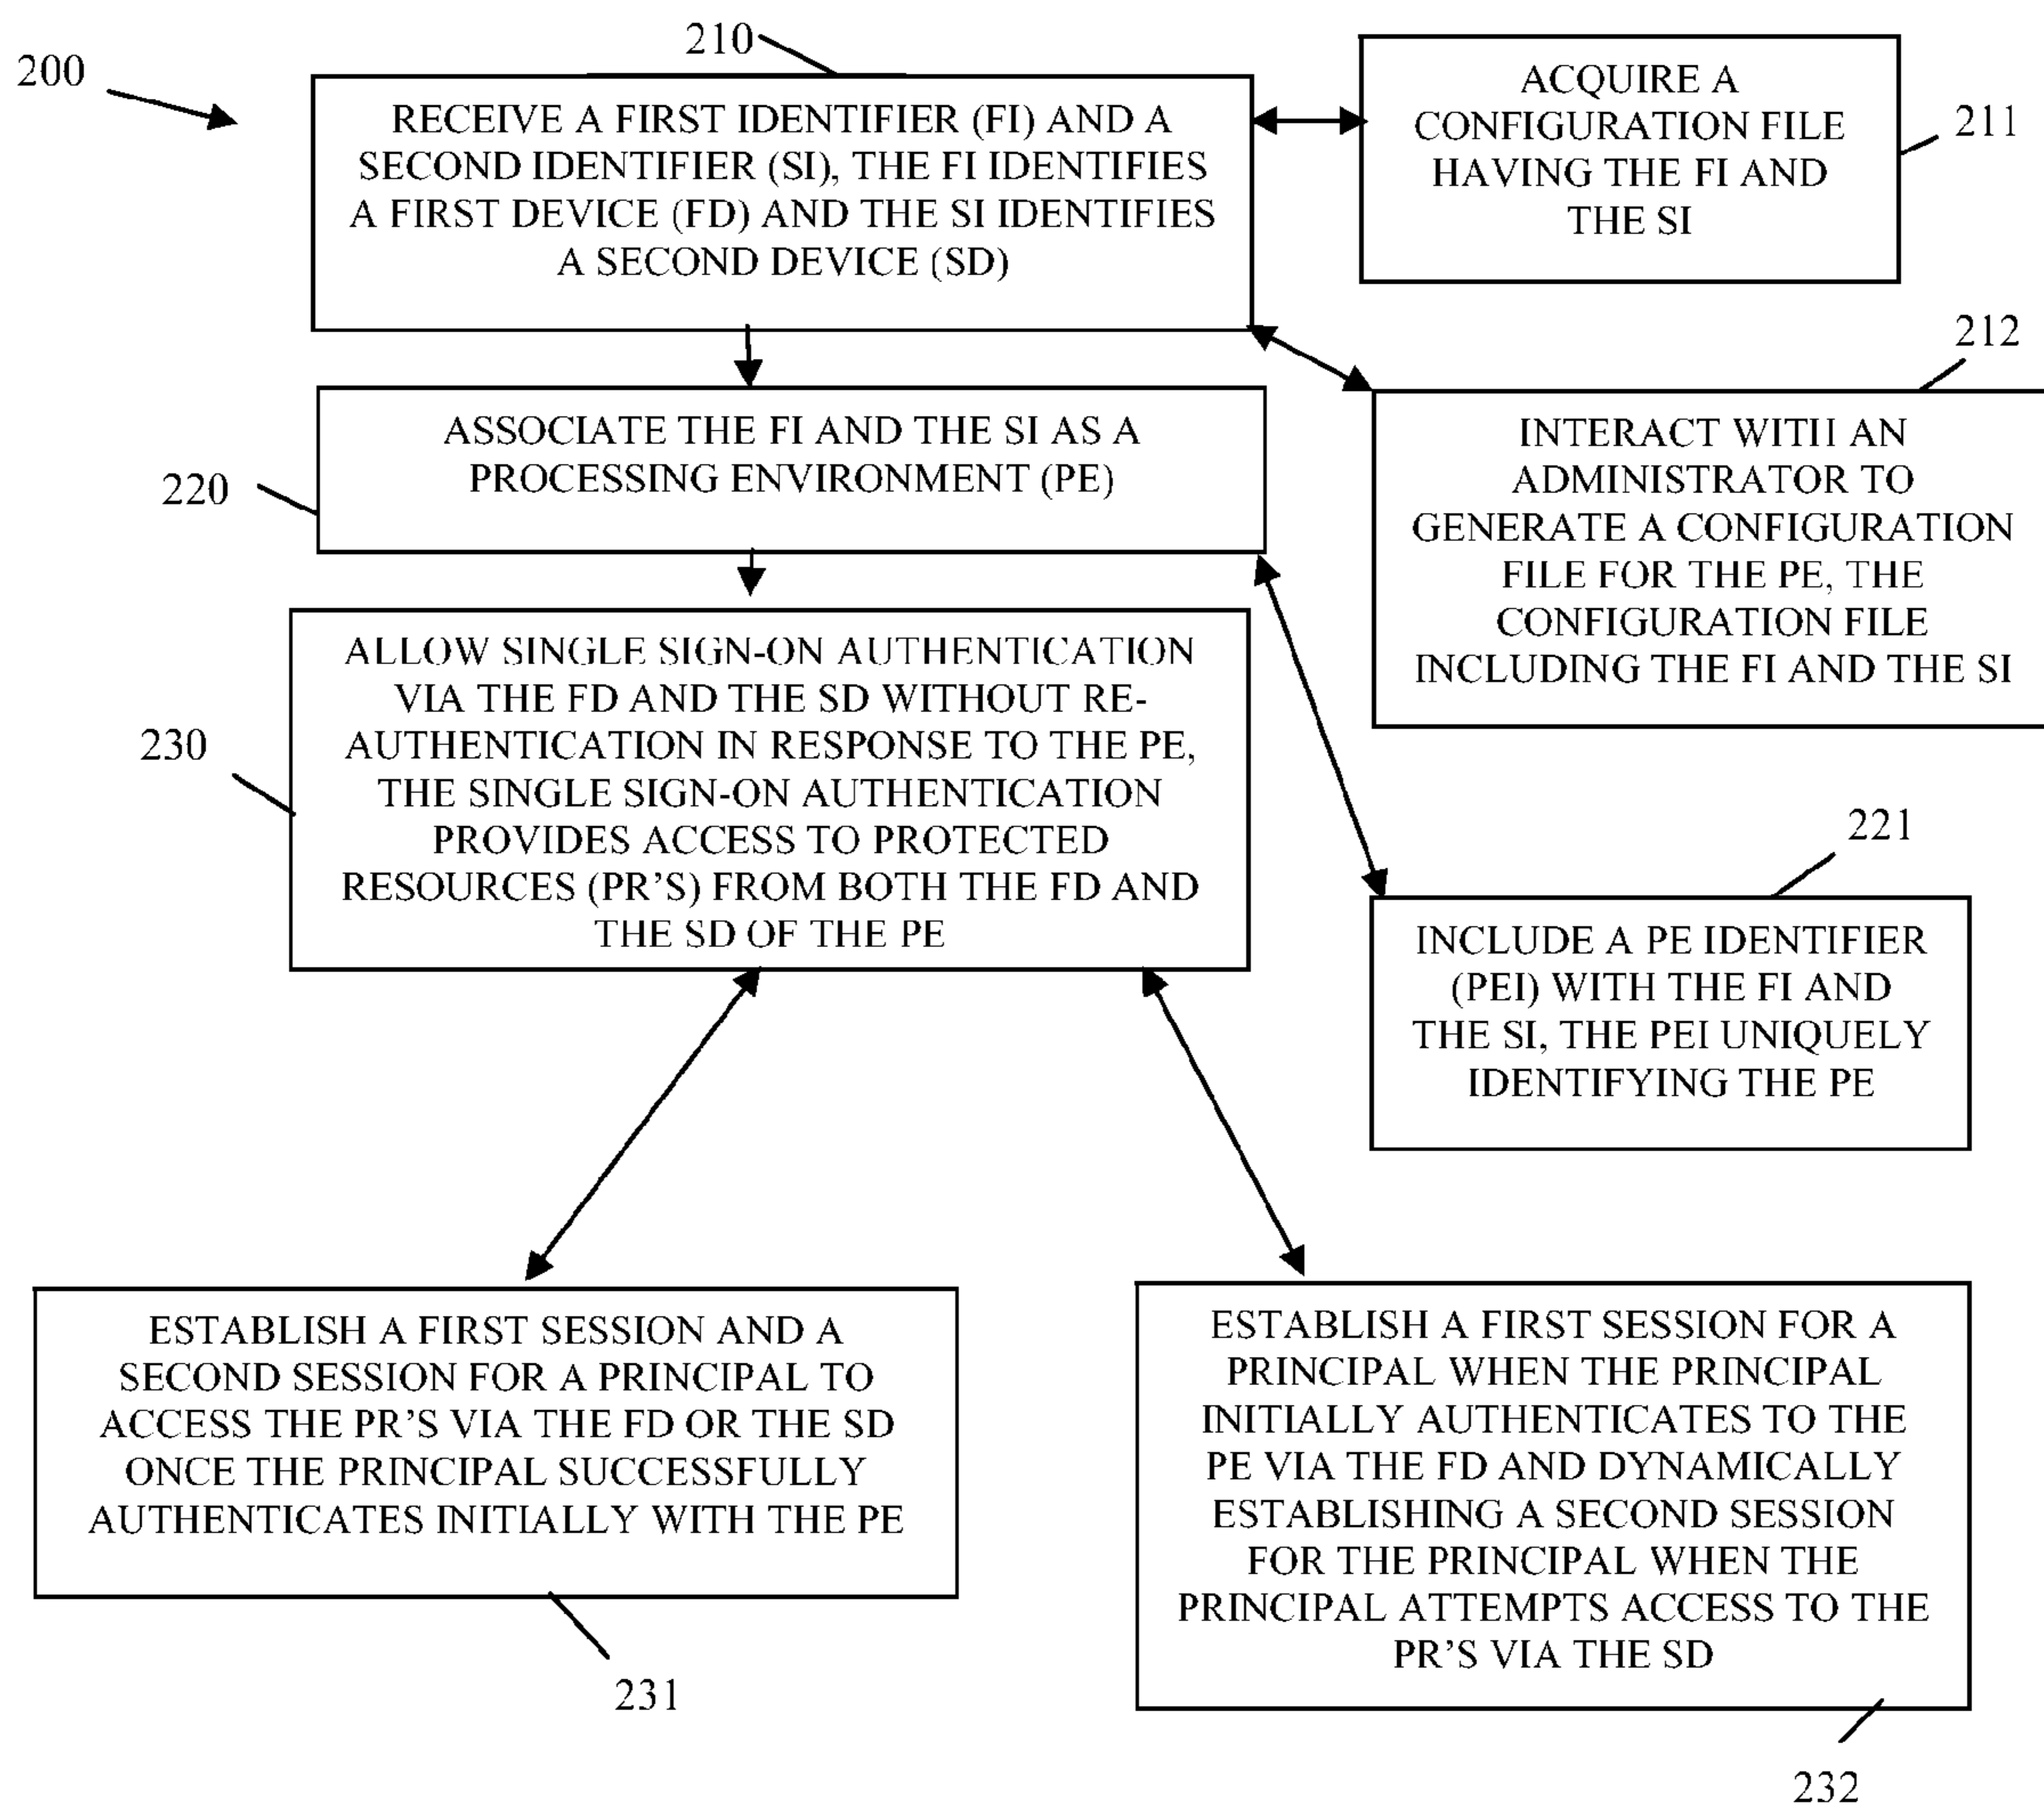 200
210
RECEIVE A FIRST IDENTIFIER (FI) AND A
SECOND IDENTIFIER (SI), THE FI IDENTIFIES
A FIRST DEVICE (FD) AND THE SI IDENTIFIES
A SECOND DEVICE (SD)
ACQUIRE A
CONFIGURATION FILE
HAVING THE FI AND
THE SI
211
212
INTERACT WITH AN
ADMINISTRATOR TO
GENERATE A CONFIGURATION
FILE FOR THE PE, THE
CONFIGURATION FILE
INCLUDING THE FI AND THE SI
220
ASSOCIATE THE FI AND THE SI AS A
PROCESSING ENVIRONMENT (PE)
230
ALLOW SINGLE SIGN-ON AUTHENTICATION
VIA THE FD AND THE SD WITHOUT RE-
AUTHENTICATION IN RESPONSE TO THE PE,
THE SINGLE SIGN-ON AUTHENTICATION
PROVIDES ACCESS TO PROTECTED
RESOURCES (PR'S) FROM BOTH THE FD AND
THE SD OF THE PE
221
INCLUDE A PE IDENTIFIER
(PEI) WITH THE FI AND
THE SI, THE PEI UNIQUELY
IDENTIFYING THE PE
ESTABLISH A FIRST SESSION AND A
SECOND SESSION FOR A PRINCIPAL TO
ACCESS THE PR'S VIA THE FD OR THE SD
ONCE THE PRINCIPAL SUCCESSFULLY
AUTHENTICATES INITIALLY WITH THE PE
231
ESTABLISH A FIRST SESSION FOR A
PRINCIPAL WHEN THE PRINCIPAL
INITIALLY AUTHENTICATES TO THE
PE VIA THE FD AND DYNAMICALLY
ESTABLISHING A SECOND SESSION
FOR THE PRINCIPAL WHEN THE
PRINCIPAL ATTEMPTS ACCESS TO THE
PR'S VIA THE SD
232